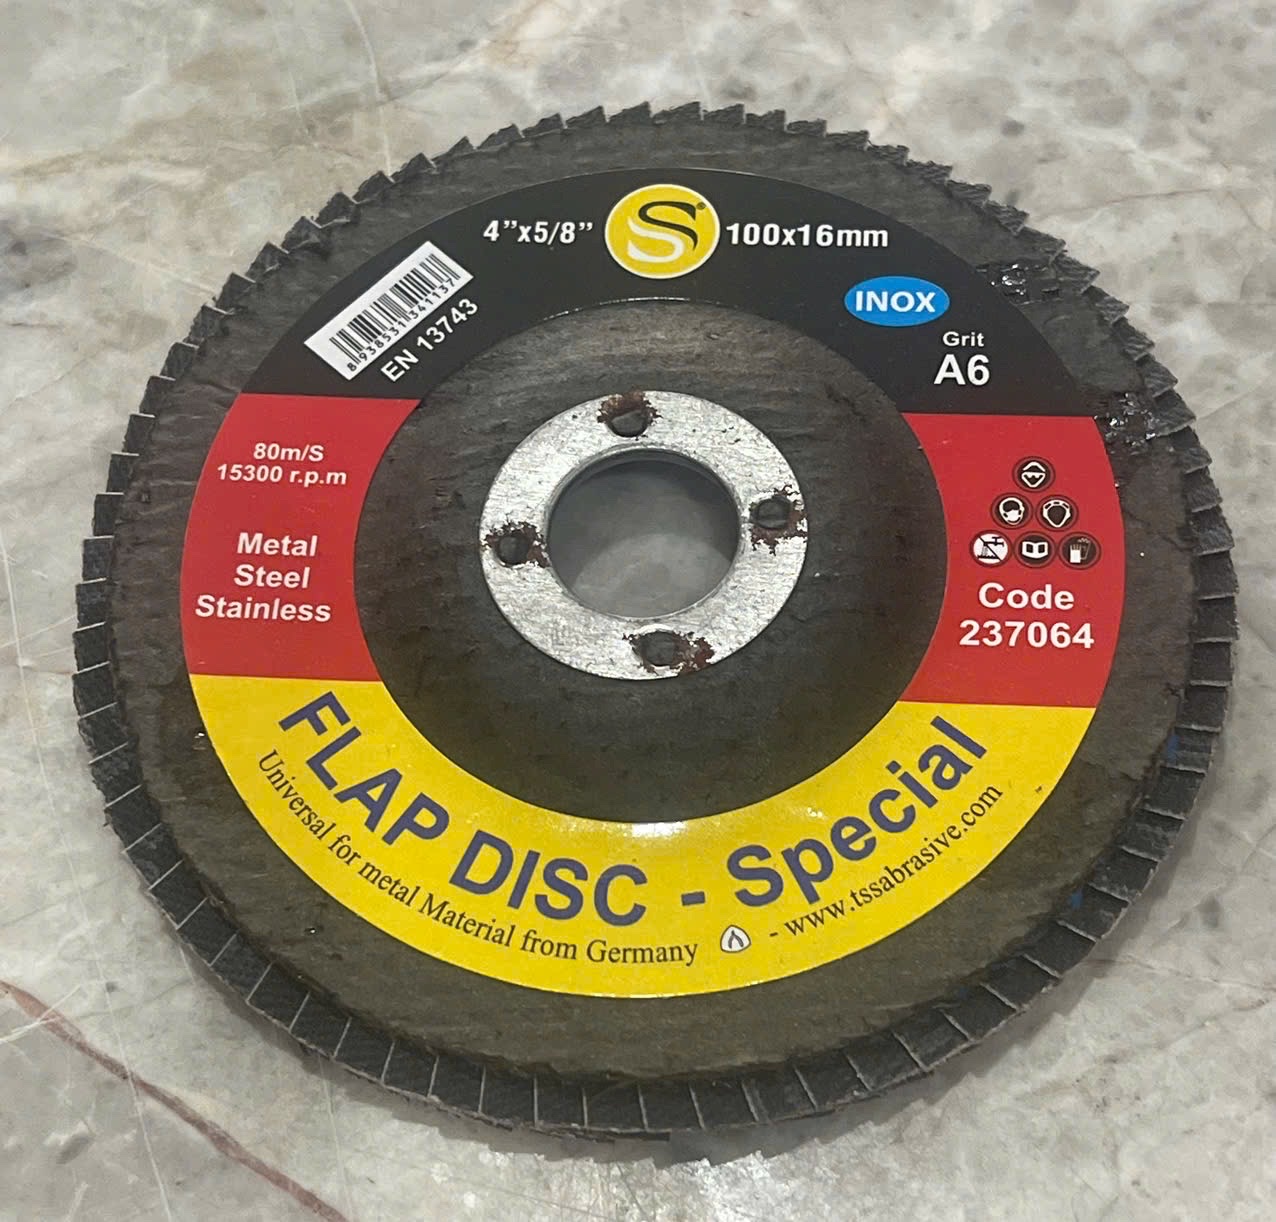 4”x5/8”
S
100x16mm
8938531341137
EN 13743
INOX
Grit
A6
80m/S
15300 r.p.m
Metal
Steel
Stainless
Code
237064
FLAP DISC - Special
Universal for metal Material from Germany - www.tssabrasive.com